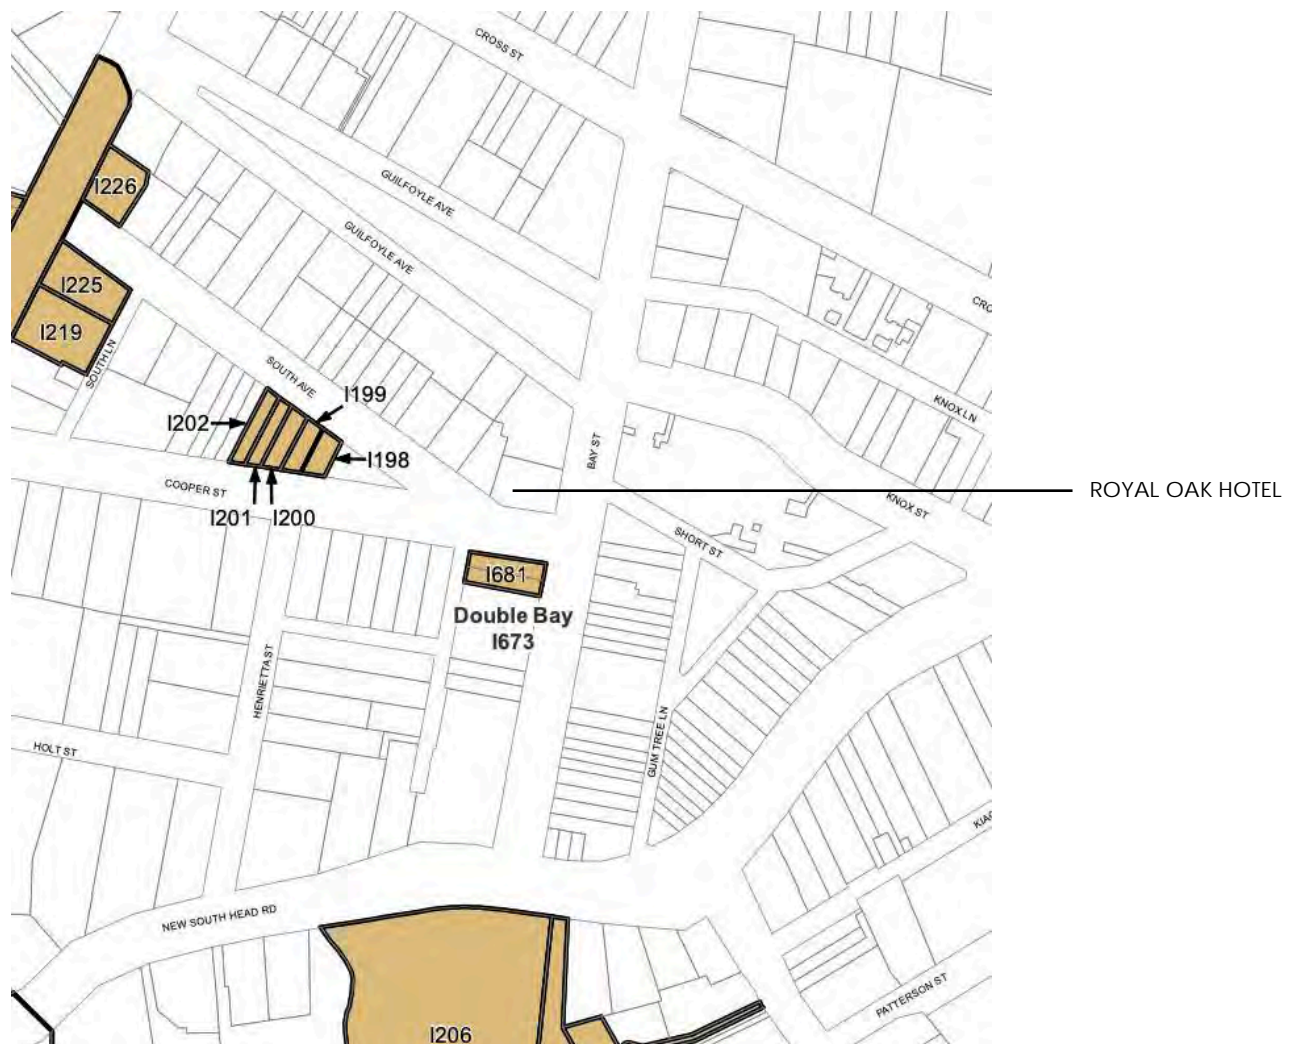 CROSS ST
I226
GUILFOYLE AVE
GUILFOYLE AVE
I225
CRO
I219
SOUTH LN
SOUTH AVE
I199
KNOX LN
I202
BAY ST
I198
COOPER ST
ROYAL OAK HOTEL
KNOX ST
I201
I200
SHORT ST
I681
Double Bay
I673
HENRIETTA ST
GUM TREE LN
HOLT ST
KIAO
NEW SOUTH HEAD RD
PATTERSON ST
I206